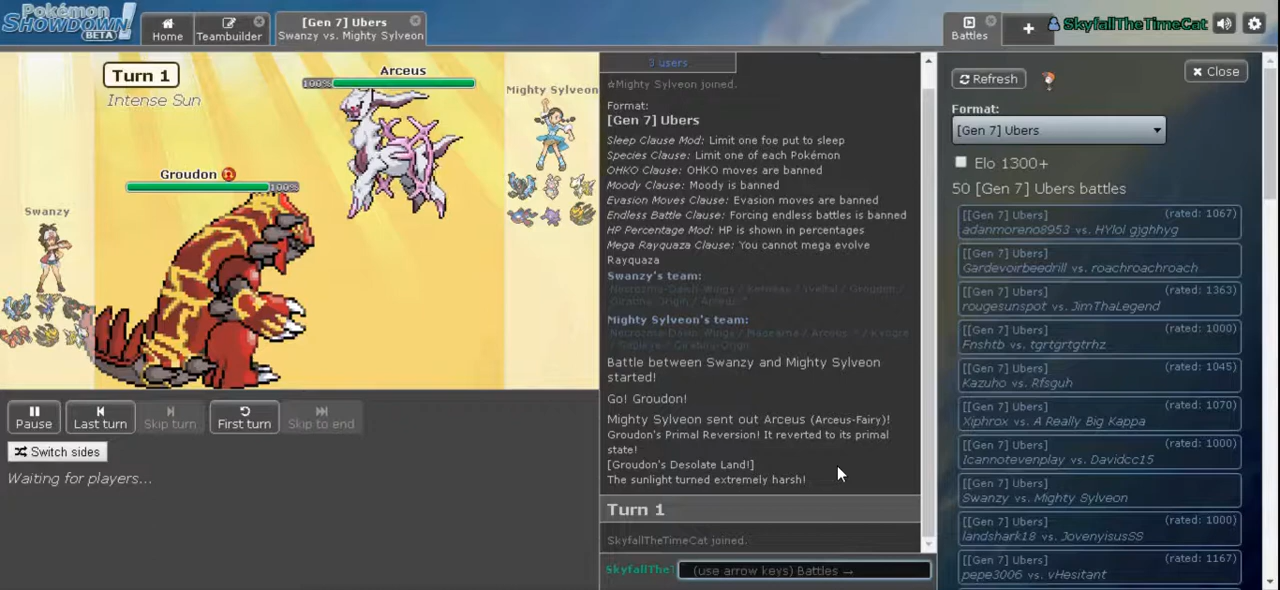 Pokémon
SHOWDOWN!
BETA
Home
Teambuilder
[Gen 7] Ubers
Swanzy vs. Mighty Sylveon
Battles
SkyfallTheTimeCat
Turn 1
Intense Sun
Arceus
100%
Mighty Sylveon
Groudon
100%
Swanzy
Pause
Last turn
Skip turn
First turn
Skip to end
Switch sides
Waiting for players...
3 users
☆Mighty Sylveon joined.
Format:
[Gen 7] Ubers
Sleep Clause Mod: Limit one foe put to sleep
Species Clause: Limit one of each Pokémon
OHKO Clause: OHKO moves are banned
Moody Clause: Moody is banned
Evasion Moves Clause: Evasion moves are banned
Endless Battle Clause: Forcing endless battles is banned
HP Percentage Mod: HP is shown in percentages
Mega Rayquaza Clause: You cannot mega evolve
Rayquaza
Swanzy's team:
Mighty Sylveon's team:
Battle between Swanzy and Mighty Sylveon
started!
Go! Groudon!
Mighty Sylveon sent out Arceus (Arceus-Fairy)!
Groudon's Primal Reversion! It reverted to its primal
state!
[Groudon's Desolate Land!]
The sunlight turned extremely harsh!
Turn 1
SkyfallTheTimeCat joined.
SkyfallThe
(use arrow keys) Battles →
Refresh
Close
Format:
[Gen 7] Ubers
Elo 1300+
50 [Gen 7] Ubers battles
[[Gen 7] Ubers] (rated: 1067)
adanmoreno8953 vs. HYlol gjghhyg
[[Gen 7] Ubers]
Gardevoirbeedrill vs. roachroachroach
[[Gen 7] Ubers] (rated: 1363)
rougesunspot vs. JimThaLegend
[[Gen 7] Ubers] (rated: 1000)
Fnshtb vs. tgrtgrtgtrhz
[[Gen 7] Ubers] (rated: 1045)
Kazuho vs. Rfsguh
[[Gen 7] Ubers] (rated: 1070)
Xiphrox vs. A Really Big Kappa
[[Gen 7] Ubers] (rated: 1000)
Icannotevenplay vs. Davidcc15
[[Gen 7] Ubers]
Swanzy vs. Mighty Sylveon
[[Gen 7] Ubers] (rated: 1000)
landshark18 vs. JovenyisusSS
[[Gen 7] Ubers] (rated: 1167)
pepe3006 vs. vHesitant